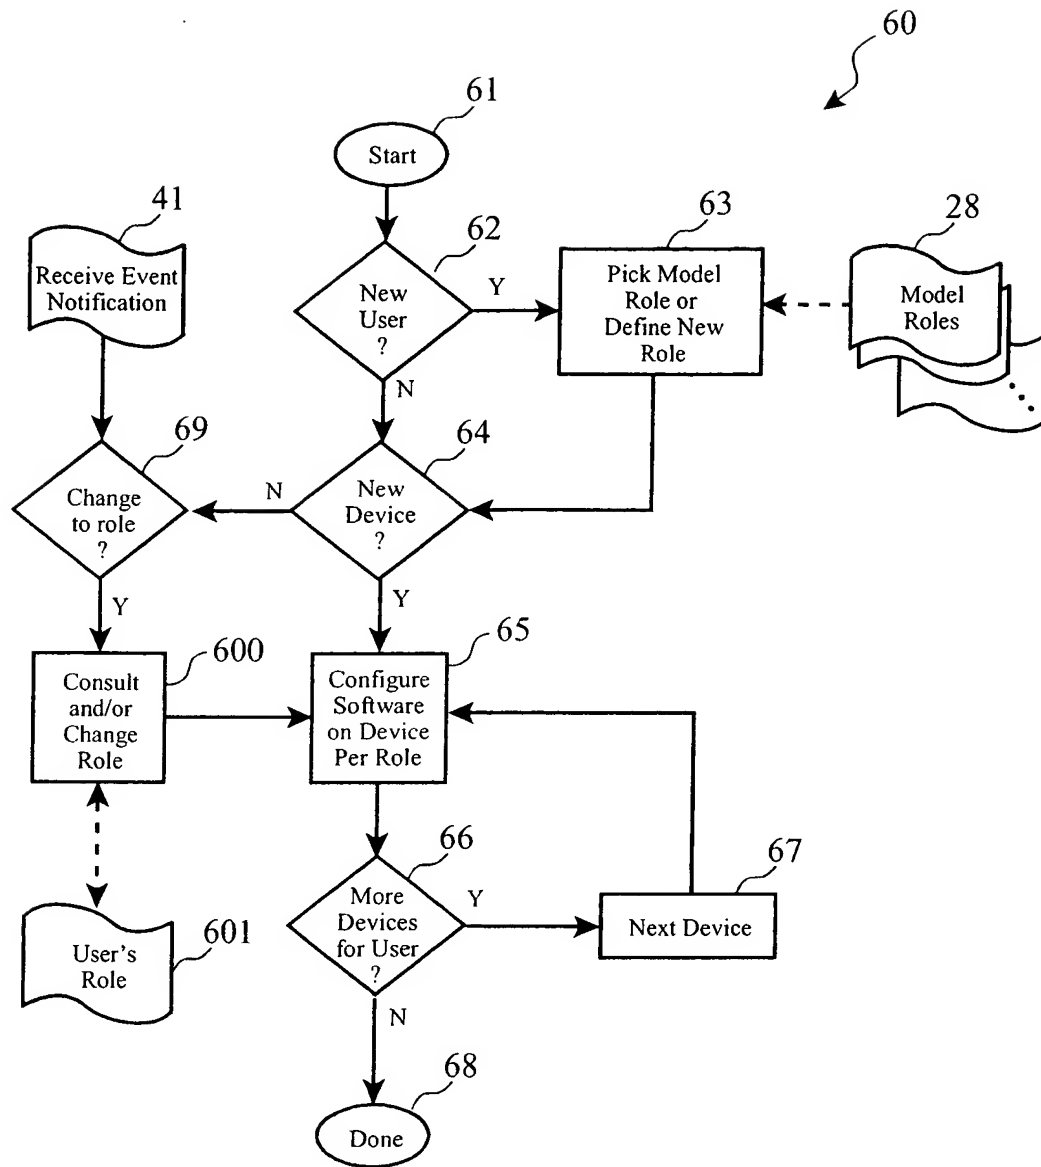 60
61
Start
41
Receive Event
Notification
62
New
User
?
Y
N
63
Pick Model
Role or
Define New
Role
28
Model
Roles
69
Change
to role
?
N
Y
64
New
Device
?
Y
600
Consult
and/or
Change
Role
65
Configure
Software
on Device
Per Role
601
User's
Role
66
More
Devices
for User
?
Y
N
67
Next Device
68
Done